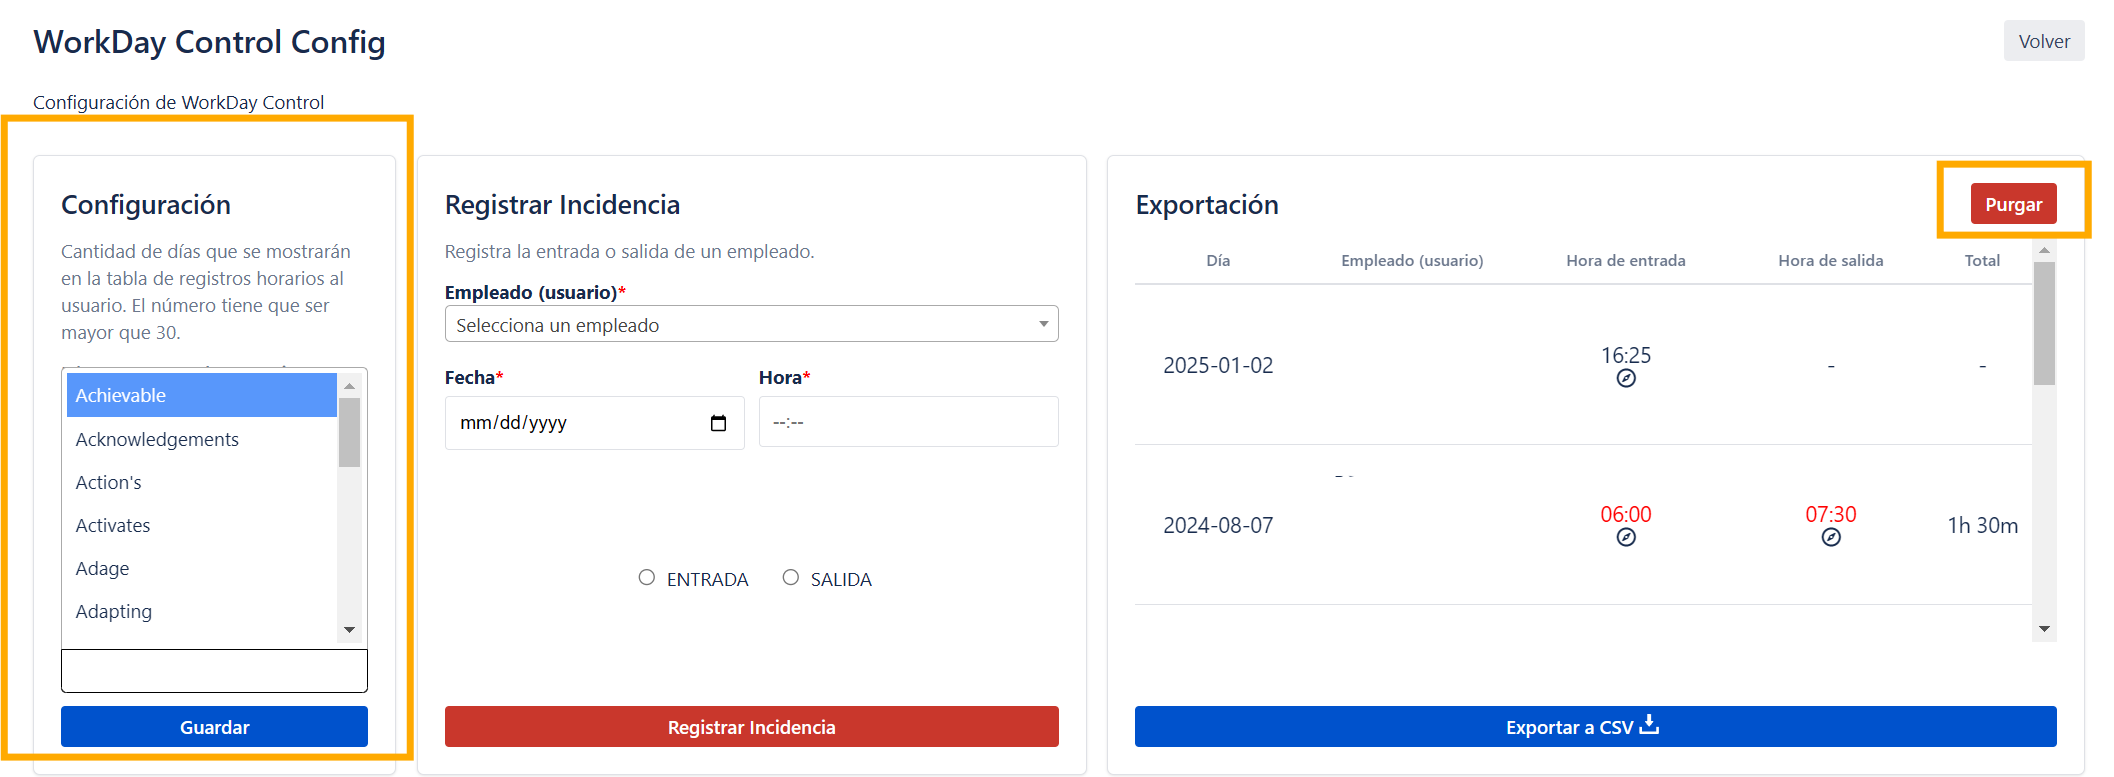 WorkDay Control Config
Volver
Configuración de WorkDay Control
Configuración
Cantidad de días que se mostrarán
en la tabla de registros horarios al
usuario. El número tiene que ser
mayor que 30.
Achievable
Acknowledgements
Action's
Activates
Adage
Adapting
Guardar
Registrar Incidencia
Registra la entrada o salida de un empleado.
Empleado (usuario)*
Selecciona un empleado
Fecha* Hora*
mm/dd/yyyy --:--
ENTRADA SALIDA
Registrar Incidencia
Exportación
Purgar
Día Empleado (usuario) Hora de entrada Hora de salida Total
2025-01-02 16:25 - -
2024-08-07 06:00 07:30 1h 30m
Exportar a CSV